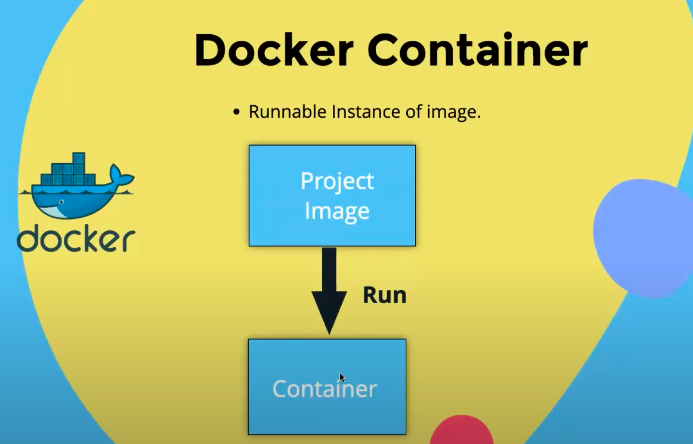 Docker Container
• Runnable Instance of image.
Project
Image
docker
Run
Container